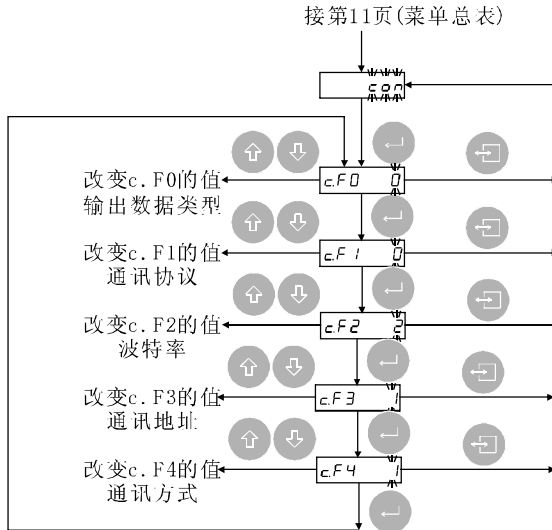 接第11页(菜单总表)
con
c.F0 0
改变c.F0的值
输出数据类型
c.F1 0
改变c.F1的值
通讯协议
c.F2 2
改变c.F2的值
波特率
c.F3 1
改变c.F3的值
通讯地址
c.F4 1
改变c.F4的值
通讯方式